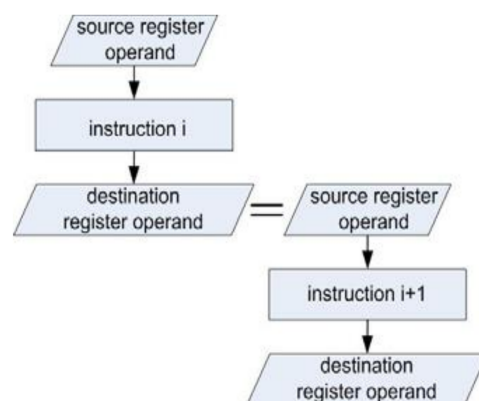 source register
operand
instruction i
destination
register operand
=
source register
operand
instruction i+1
destination
register operand